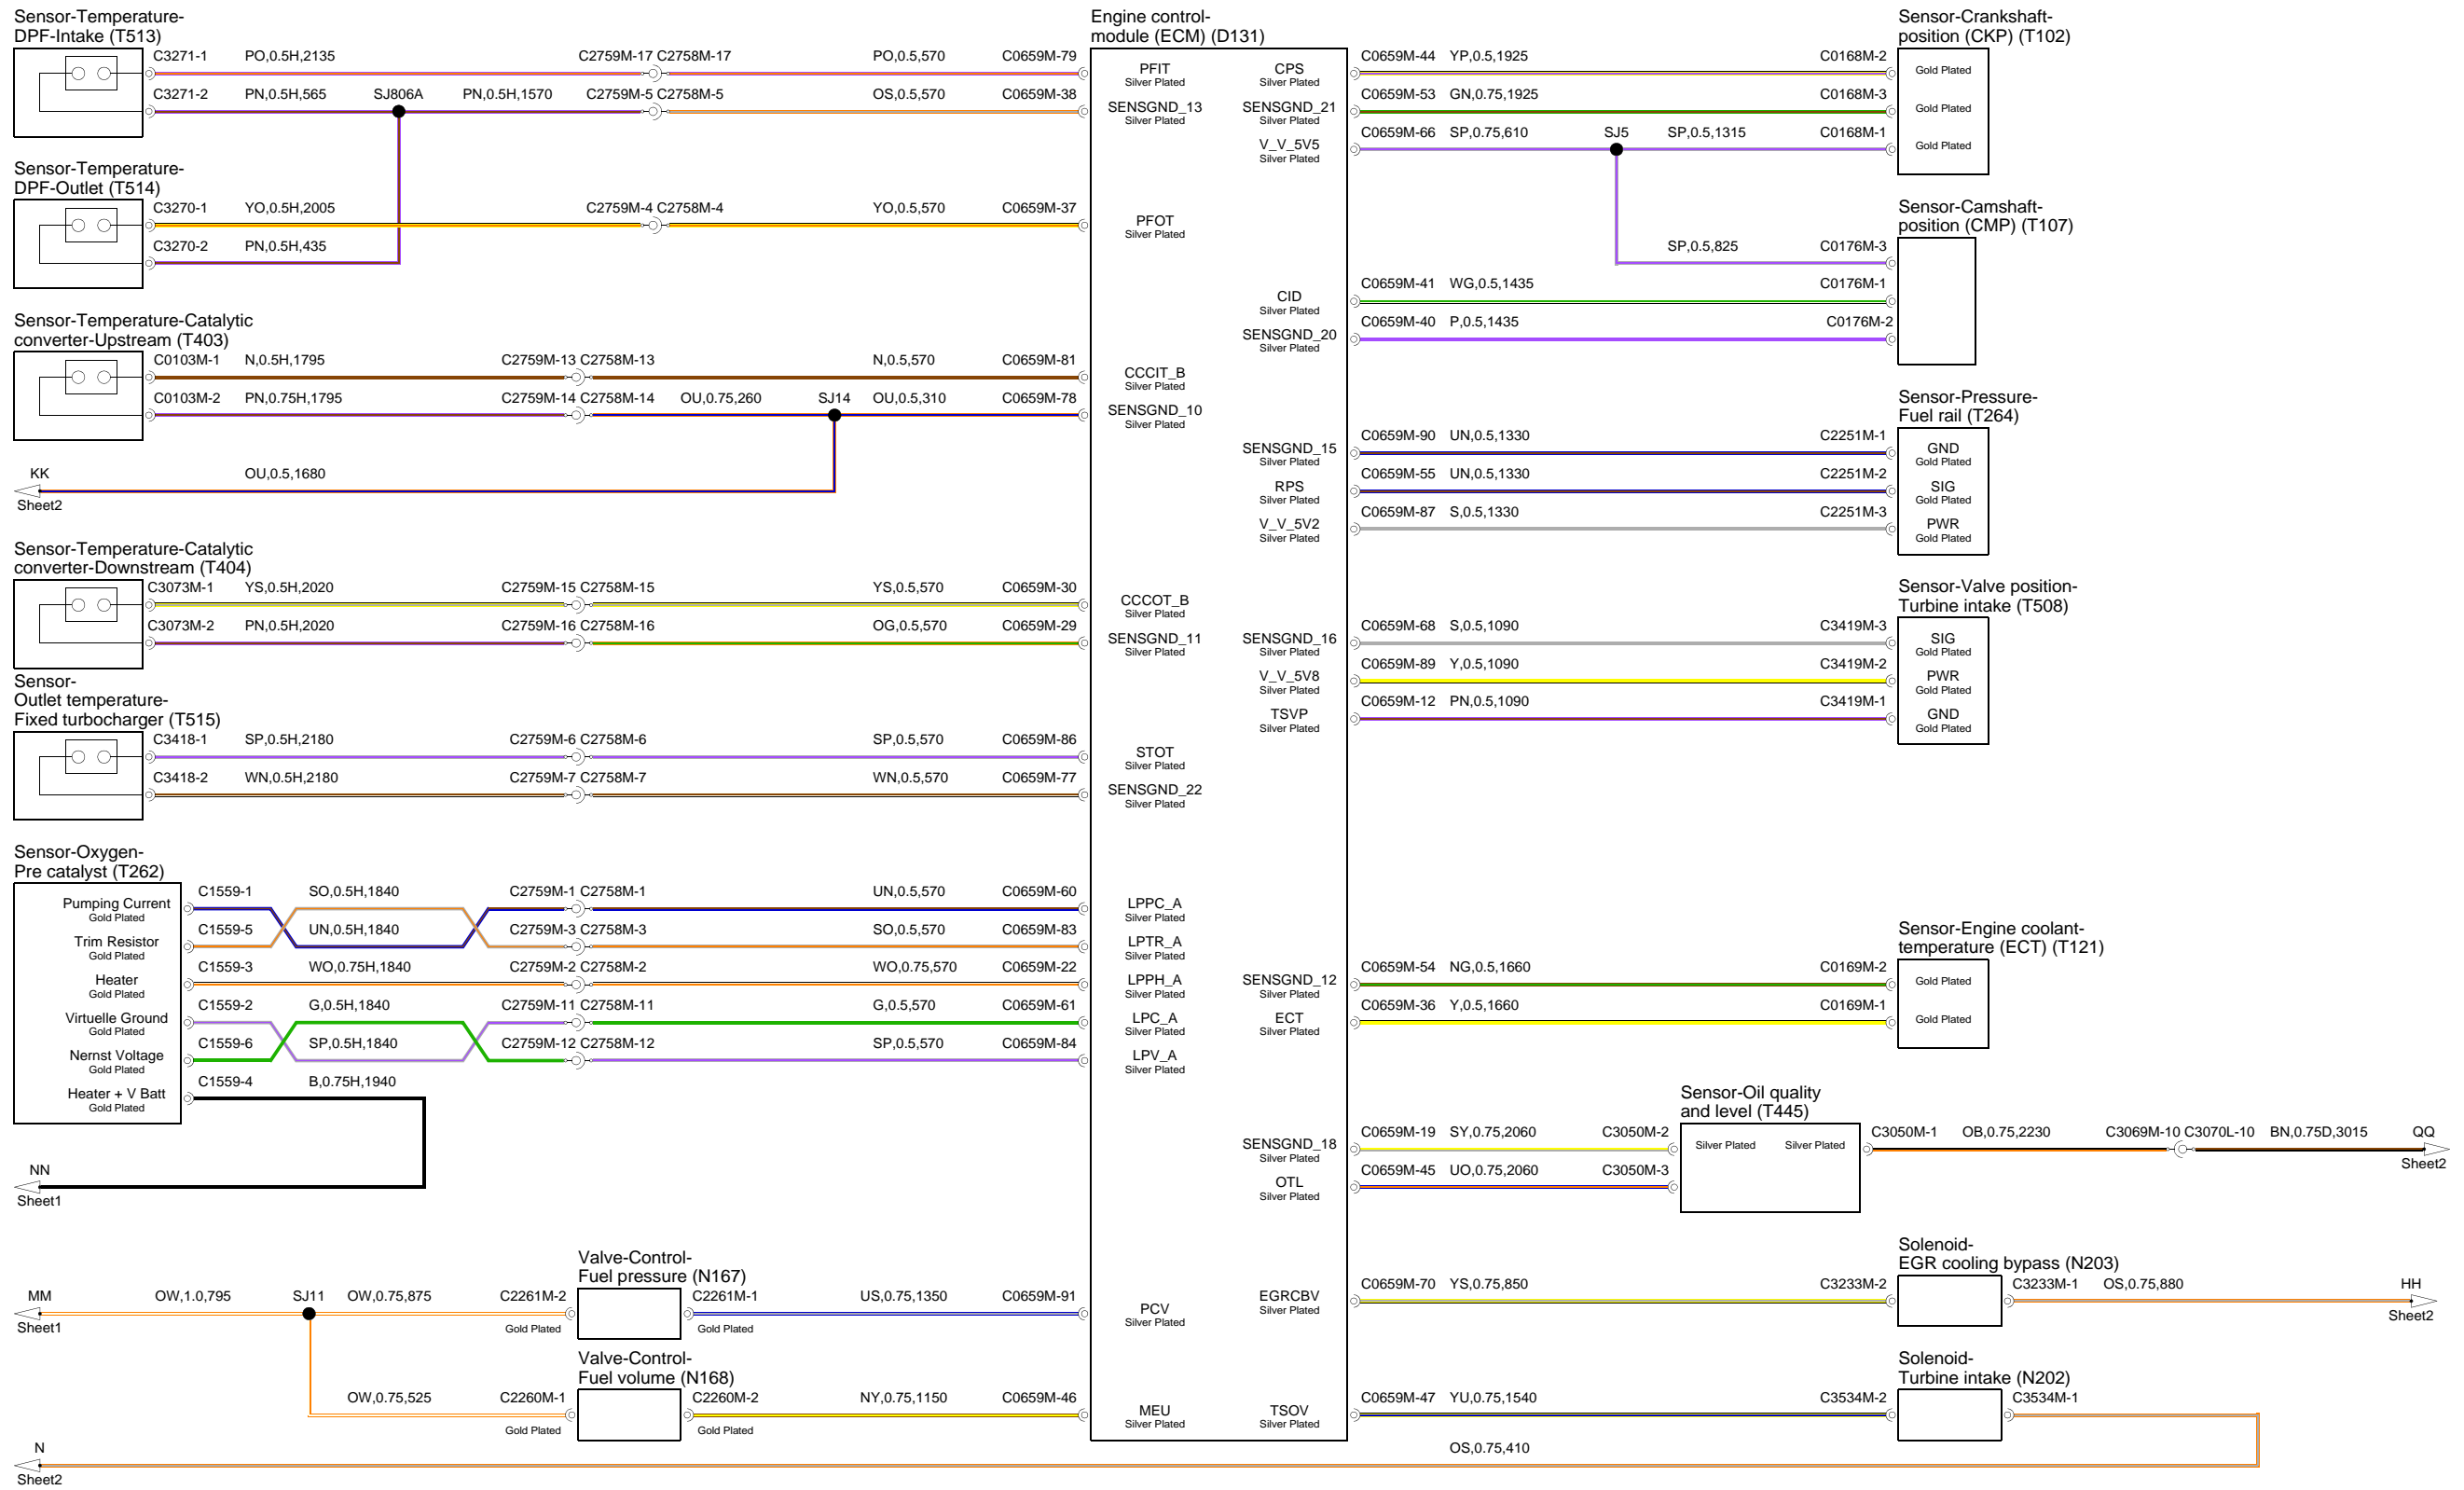 Sensor-Temperature-
DPF-Intake (T513)
C3271-1 PO,0.5H,2135 C2759M-17 C2758M-17 PO,0.5,570 C0659M-79
C3271-2 PN,0.5H,565 SJ806A PN,0.5H,1570 C2759M-5 C2758M-5 OS,0.5,570 C0659M-38
Sensor-Temperature-
DPF-Outlet (T514)
C3270-1 YO,0.5H,2005 C2759M-4 C2758M-4 YO,0.5,570 C0659M-37
C3270-2 PN,0.5H,435
Sensor-Temperature-Catalytic
converter-Upstream (T403)
C0103M-1 N,0.5H,1795 C2759M-13 C2758M-13 N,0.5,570 C0659M-81
C0103M-2 PN,0.75H,1795 C2759M-14 C2758M-14 OU,0.75,260 SJ14 OU,0.5,310 C0659M-78
KK OU,0.5,1680
Sheet2
Sensor-Temperature-Catalytic
converter-Downstream (T404)
C3073M-1 YS,0.5H,2020 C2759M-15 C2758M-15 YS,0.5,570 C0659M-30
C3073M-2 PN,0.5H,2020 C2759M-16 C2758M-16 OG,0.5,570 C0659M-29
Sensor-
Outlet temperature-
Fixed turbocharger (T515)
C3418-1 SP,0.5H,2180 C2759M-6 C2758M-6 SP,0.5,570 C0659M-86
C3418-2 WN,0.5H,2180 C2759M-7 C2758M-7 WN,0.5,570 C0659M-77
Sensor-Oxygen-
Pre catalyst (T262)
Pumping Current
Gold Plated
C1559-1 SO,0.5H,1840 C2759M-1 C2758M-1 UN,0.5,570 C0659M-60
Trim Resistor
Gold Plated
C1559-5 UN,0.5H,1840 C2759M-3 C2758M-3 SO,0.5,570 C0659M-83
Heater
Gold Plated
C1559-3 WO,0.75H,1840 C2759M-2 C2758M-2 WO,0.75,570 C0659M-22
Virtuelle Ground
Gold Plated
C1559-2 G,0.5H,1840 C2759M-11 C2758M-11 G,0.5,570 C0659M-61
Nernst Voltage
Gold Plated
C1559-6 SP,0.5H,1840 C2759M-12 C2758M-12 SP,0.5,570 C0659M-84
Heater + V Batt
Gold Plated
C1559-4 B,0.75H,1940
NN
Sheet1
Valve-Control-
Fuel pressure (N167)
MM OW,1.0,795 SJ11 OW,0.75,875 C2261M-2 C2261M-1 US,0.75,1350 C0659M-91
Sheet1 Gold Plated Gold Plated
Valve-Control-
Fuel volume (N168)
OW,0.75,525 C2260M-1 C2260M-2 NY,0.75,1150 C0659M-46
Gold Plated Gold Plated
N
Sheet2
Engine control-
module (ECM) (D131)
PFIT CPS
Silver Plated Silver Plated
SENSGND_13 SENSGND_21
Silver Plated Silver Plated
V_V_5V5
Silver Plated
PFOT
Silver Plated
CID
Silver Plated
SENSGND_20
Silver Plated
CCCIT_B
Silver Plated
SENSGND_10
Silver Plated
SENSGND_15
Silver Plated
RPS
Silver Plated
V_V_5V2
Silver Plated
CCCOT_B
Silver Plated
SENSGND_11 SENSGND_16
Silver Plated Silver Plated
V_V_5V8
Silver Plated
TSVP
Silver Plated
STOT
Silver Plated
SENSGND_22
Silver Plated
LPPC_A
Silver Plated
LPTR_A
Silver Plated
LPPH_A SENSGND_12
Silver Plated Silver Plated
LPC_A ECT
Silver Plated Silver Plated
LPV_A
Silver Plated
SENSGND_18
Silver Plated
OTL
Silver Plated
PCV EGRCBV
Silver Plated Silver Plated
MEU TSOV
Silver Plated Silver Plated
Sensor-Crankshaft-
position (CKP) (T102)
C0659M-44 YP,0.5,1925 C0168M-2
Gold Plated
C0659M-53 GN,0.75,1925 C0168M-3
Gold Plated
C0659M-66 SP,0.75,610 SJ5 SP,0.5,1315 C0168M-1
Gold Plated
Sensor-Camshaft-
position (CMP) (T107)
SP,0.5,825 C0176M-3
C0659M-41 WG,0.5,1435 C0176M-1
C0659M-40 P,0.5,1435 C0176M-2
Sensor-Pressure-
Fuel rail (T264)
C0659M-90 UN,0.5,1330 C2251M-1
GND
Gold Plated
C0659M-55 UN,0.5,1330 C2251M-2
SIG
Gold Plated
C0659M-87 S,0.5,1330 C2251M-3
PWR
Gold Plated
Sensor-Valve position-
Turbine intake (T508)
C0659M-68 S,0.5,1090 C3419M-3
SIG
Gold Plated
C0659M-89 Y,0.5,1090 C3419M-2
PWR
Gold Plated
C0659M-12 PN,0.5,1090 C3419M-1
GND
Gold Plated
Sensor-Engine coolant-
temperature (ECT) (T121)
C0659M-54 NG,0.5,1660 C0169M-2
Gold Plated
C0659M-36 Y,0.5,1660 C0169M-1
Gold Plated
Sensor-Oil quality
and level (T445)
C0659M-19 SY,0.75,2060 C3050M-2 Silver Plated Silver Plated C3050M-1 OB,0.75,2230 C3069M-10 C3070L-10 BN,0.75D,3015 QQ
Sheet2
C0659M-45 UO,0.75,2060 C3050M-3
Solenoid-
EGR cooling bypass (N203)
C0659M-70 YS,0.75,850 C3233M-2 C3233M-1 OS,0.75,880 HH
Sheet2
Solenoid-
Turbine intake (N202)
C0659M-47 YU,0.75,1540 C3534M-2 C3534M-1
OS,0.75,410